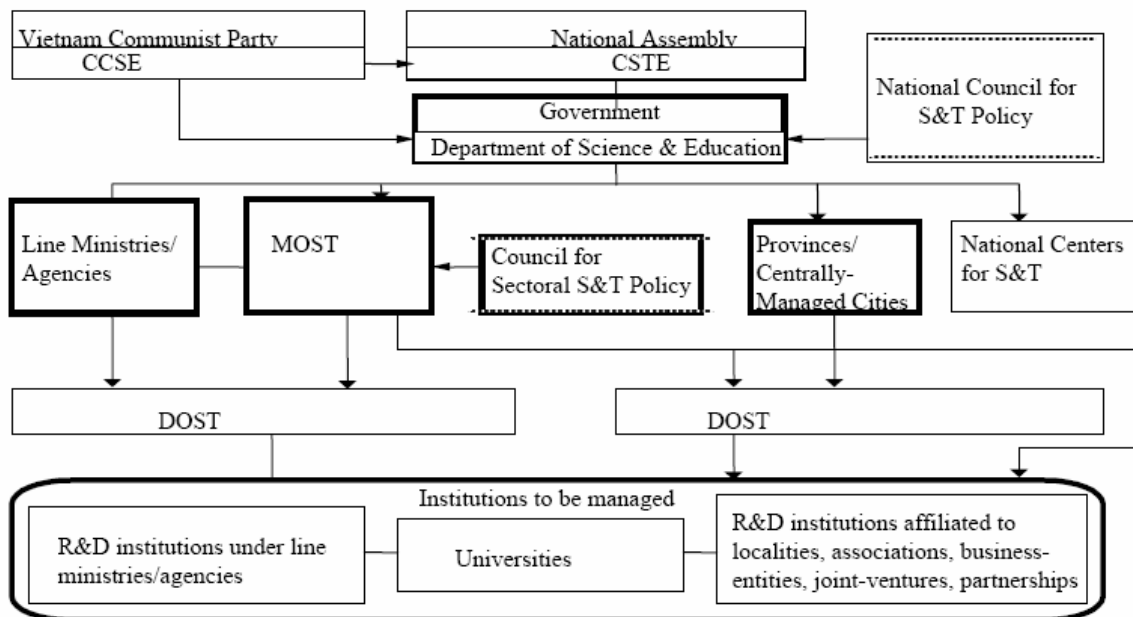 Vietnam Communist Party
CCSE
National Assembly
CSTE
National Council for
S&T Policy
Government
Department of Science & Education
Line Ministries/
Agencies
MOST
Council for
Sectoral S&T Policy
Provinces/
Centrally-
Managed Cities
National Centers
for S&T
DOST
DOST
Institutions to be managed
R&D institutions under line
ministries/agencies
Universities
R&D institutions affiliated to
localities, associations, business-
entities, joint-ventures, partnerships